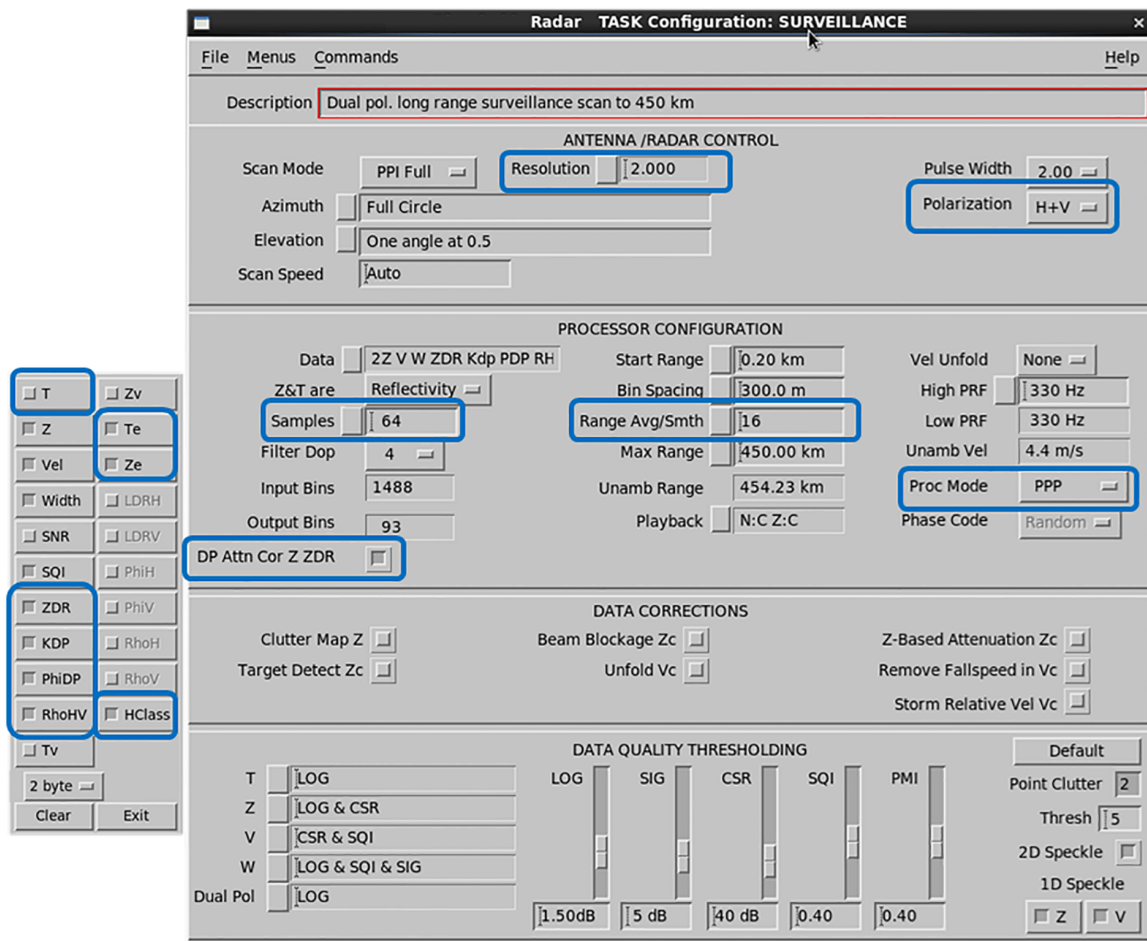 Radar TASK Configuration: SURVEILLANCE
File Menus Commands Help
Description Dual pol. long range surveillance scan to 450 km
ANTENNA /RADAR CONTROL
Scan Mode PPI Full Resolution 2.000 Pulse Width 2.00
Azimuth Full Circle Polarization H+V
Elevation One angle at 0.5
Scan Speed Auto
PROCESSOR CONFIGURATION
Data 2Z V W ZDR Kdp PDP RH Start Range 0.20 km Vel Unfold None
Z&T are Reflectivity Bin Spacing 300.0 m High PRF 330 Hz
Samples 64 Range Avg/Smth 16 Low PRF 330 Hz
Filter Dop 4 Max Range 450.00 km Unamb Vel 4.4 m/s
Input Bins 1488 Unamb Range 454.23 km Proc Mode PPP
Output Bins 93 Playback N:C Z:C Phase Code Random
DP Attn Cor Z ZDR
DATA CORRECTIONS
Clutter Map Z Beam Blockage Zc Z-Based Attenuation Zc
Target Detect Zc Unfold Vc Remove Fallspeed in Vc
Storm Relative Vel Vc
DATA QUALITY THRESHOLDING
Default
T LOG LOG SIG CSR SQI PMI Point Clutter 2
Z LOG & CSR Thresh 5
V CSR & SQI 2D Speckle
W LOG & SQI & SIG 1D Speckle
Dual Pol LOG 1.50dB 5 dB 40 dB 0.40 0.40 Z V
T Zv
Z Te
Vel Ze
Width LDRH
SNR LDRV
SQI PhiH
ZDR PhiV
KDP RhoH
PhiDP RhoV
RhoHV HClass
Tv
2 byte
Clear Exit